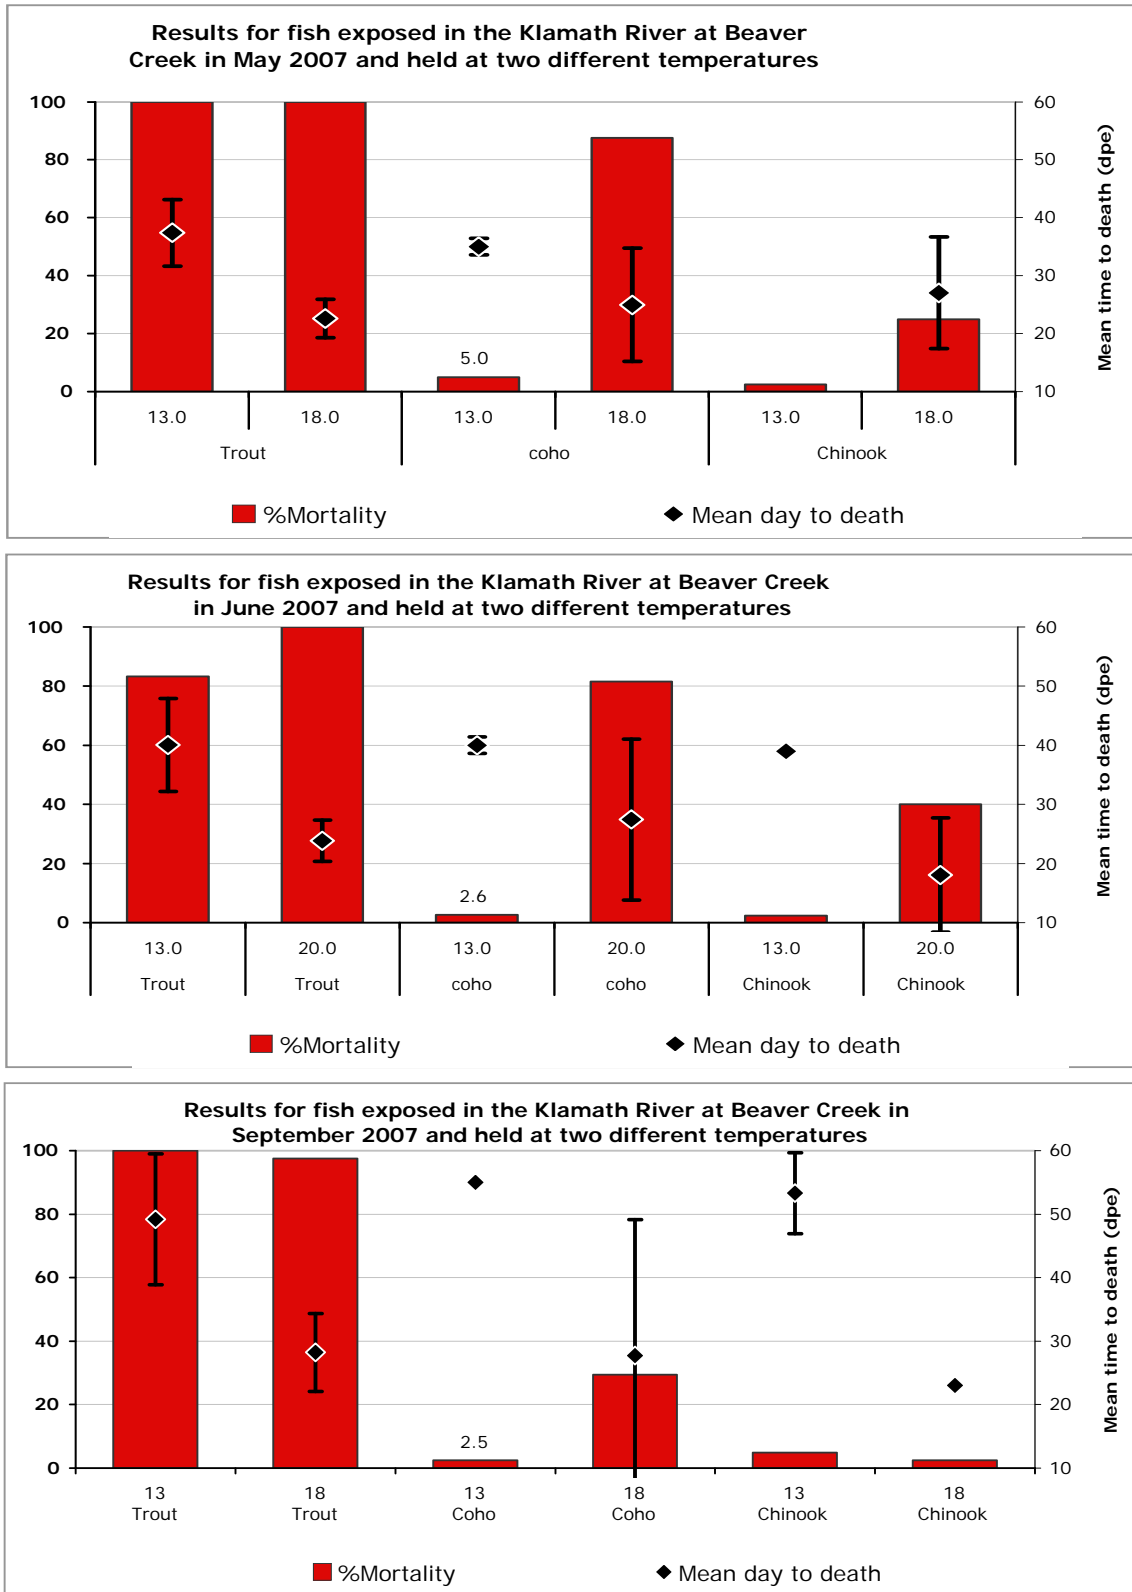 Results for fish exposed in the Klamath River at Beaver
Creek in May 2007 and held at two different temperatures
100 60
80 50
60 40
40 30
20 20
0 10
Mean time to death (dpe)
5.0
13.0 18.0 13.0 18.0 13.0 18.0
Trout coho Chinook
%Mortality Mean day to death
Results for fish exposed in the Klamath River at Beaver Creek
in June 2007 and held at two different temperatures
100 60
80 50
60 40
40 30
20 20
0 10
Mean time to death (dpe)
2.6
13.0 20.0 13.0 20.0 13.0 20.0
Trout Trout coho coho Chinook Chinook
%Mortality Mean day to death
Results for fish exposed in the Klamath River at Beaver Creek in
September 2007 and held at two different temperatures
100 60
80 50
60 40
40 30
20 20
0 10
Mean time to death (dpe)
2.5
13 18 13 18 13 18
Trout Trout Coho Coho Chinook Chinook
%Mortality Mean day to death